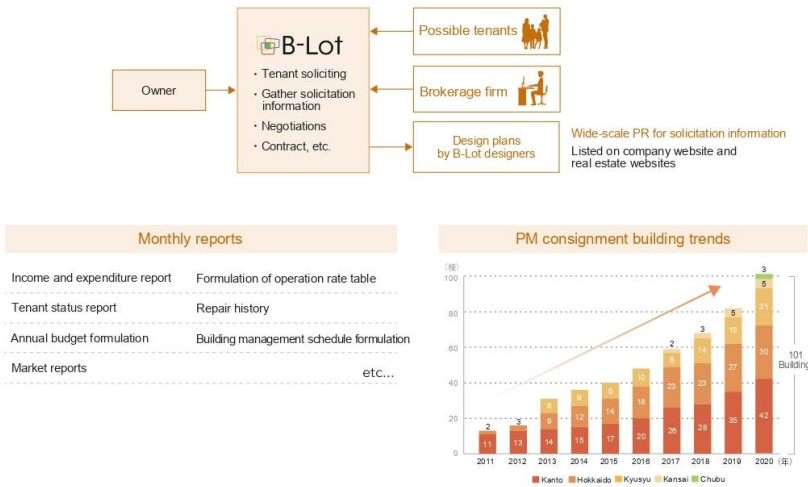 B-Lot
・Tenant soliciting
・Gather solicitation
information
・Negotiations
・Contract, etc.
Owner
Possible tenants
Brokerage firm
Design plans
by B-Lot designers
Wide-scale PR for solicitation information
Listed on company website and
real estate websites
Monthly reports
Income and expenditure report
Formulation of operation rate table
Tenant status report
Repair history
Annual budget formulation
Building management schedule formulation
Market reports
etc...
PM consignment building trends
(棟)
100
80
60
40
20
0
2
11
3
13
8
9
14
9
12
15
9
14
17
10
18
20
2
8
23
26
3
14
23
28
5
15
27
35
3
5
21
30
42
101
Building
2011 2012 2013 2014 2015 2016 2017 2018 2019 2020 (年)
Kanto Hokkaido Kyusyu Kansai Chubu